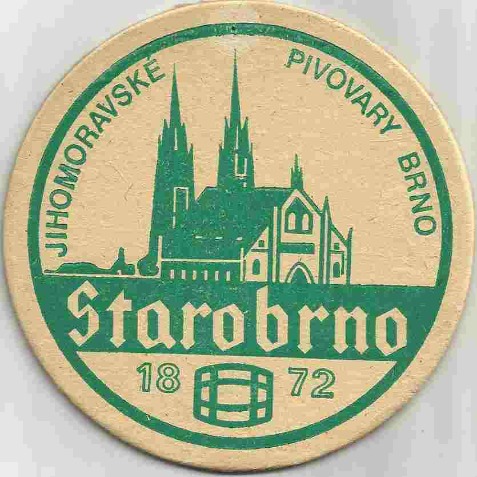 JIHOMORAVSKÉ PIVOVARY BRNO
Starobrno
18 72